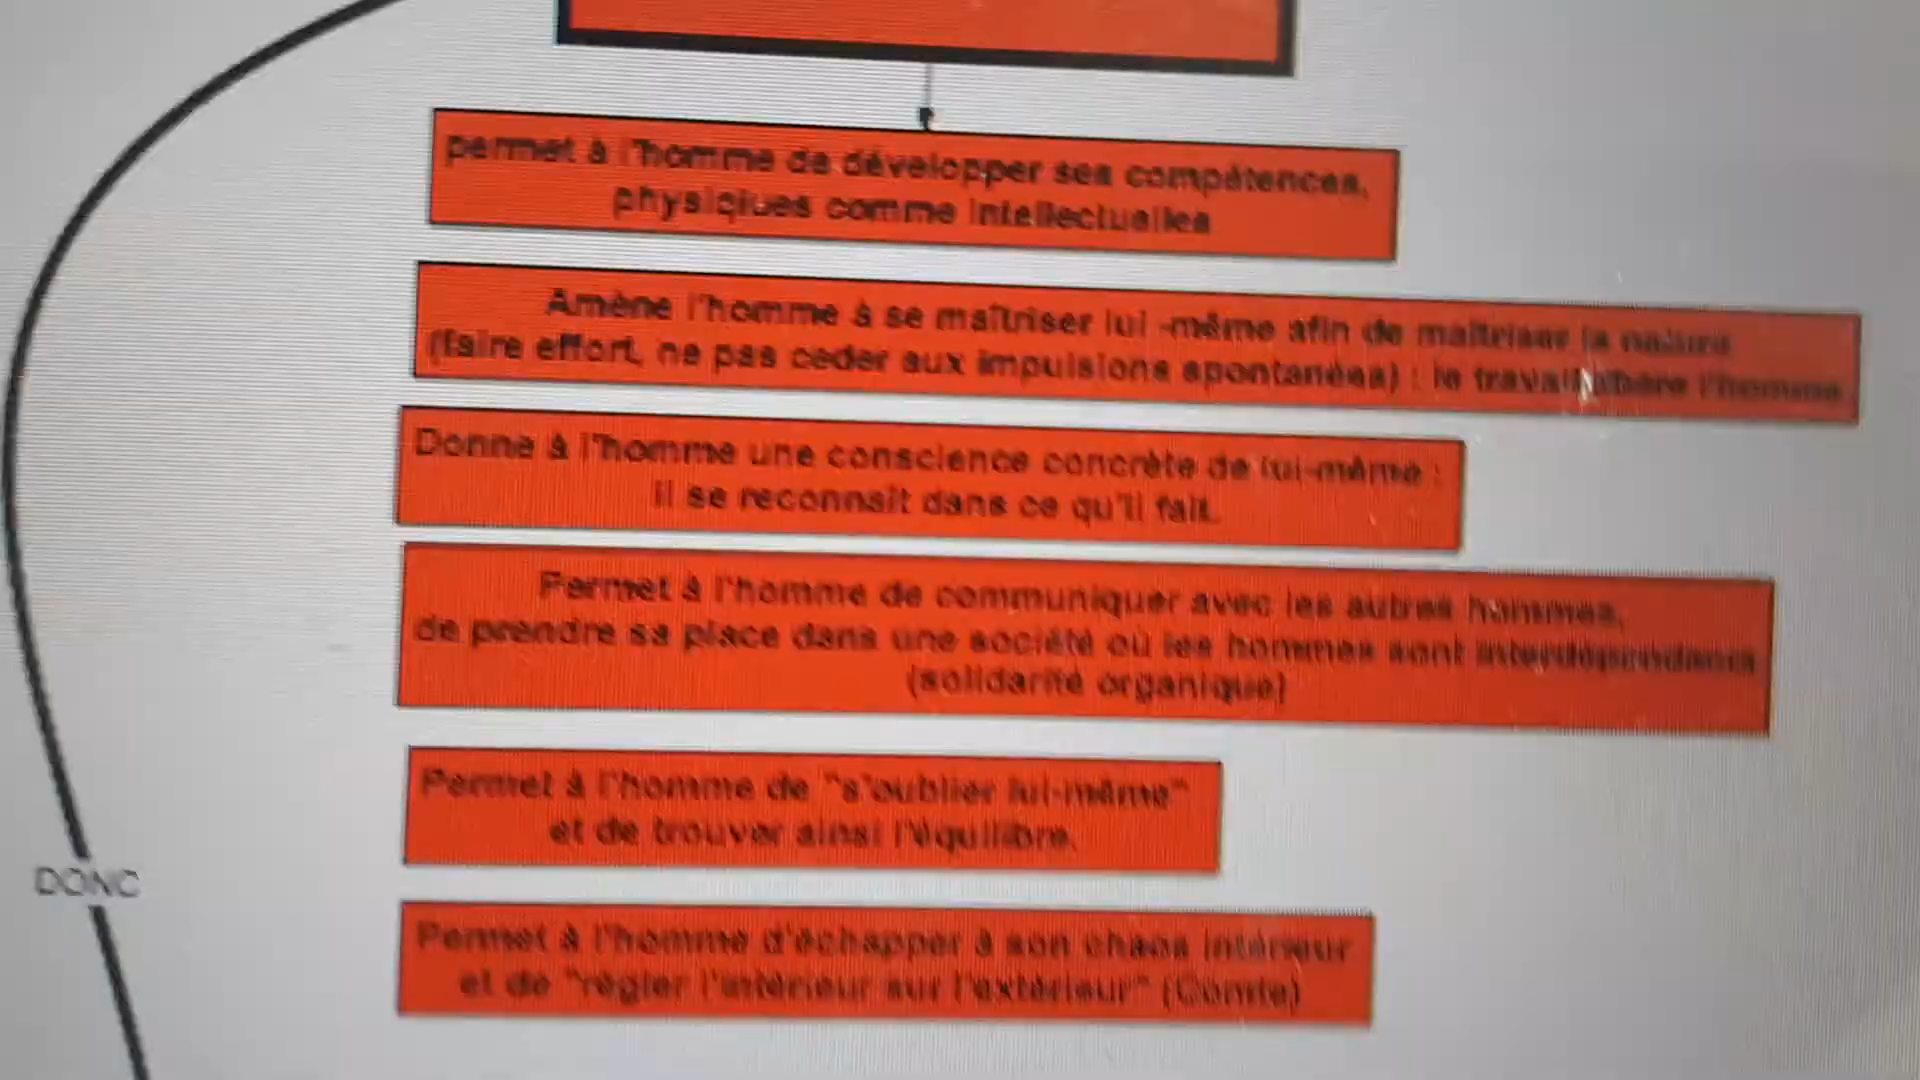 permet à l'homme de développer ses compétences,
physiqiues comme intellectuelles
Amène l'homme à se maîtriser lui -même afin de maîtriser la nature
(faire effort, ne pas ceder aux impulsions spontanées) : le travail libère l'homme
Donne à l'homme une conscience concrète de lui-même :
il se reconnaît dans ce qu'il fait.
Permet à l'homme de communiquer avec les autres hommes,
de prendre sa place dans une société où les hommes sont interdépendants
(solidarité organique)
Permet à l'homme de "s'oublier lui-même"
et de trouver ainsi l'équilibre.
DONC
Permet à l'homme d'échapper à son chaos intérieur
et de "régler l'intérieur sur l'extérieur" (Comte)